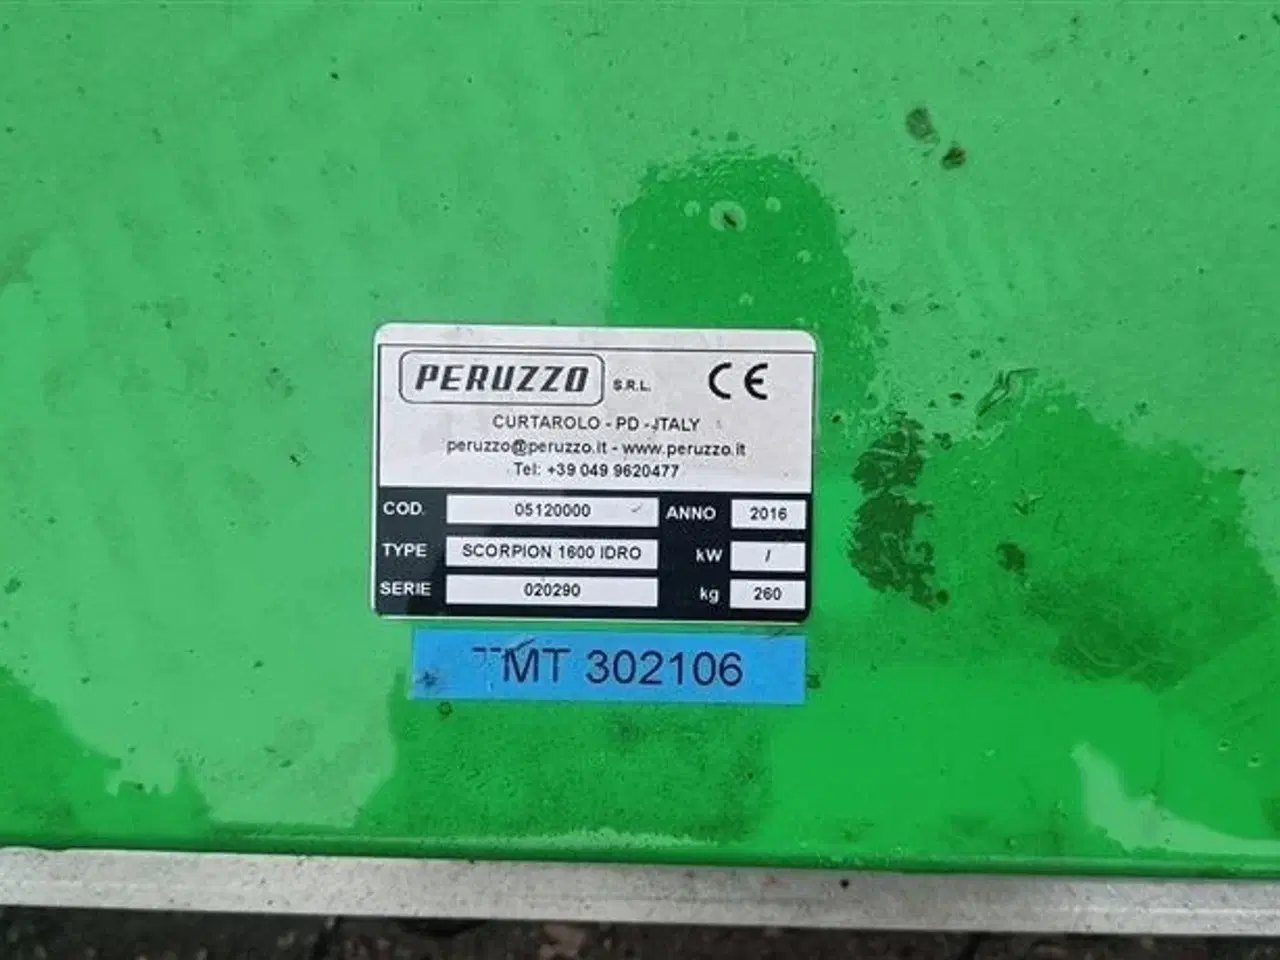 PERUZZO S.R.L. CE
CURTAROLO - PD - ITALY
peruzzo@peruzzo.it - www.peruzzo.it
Tel: +39 049 9620477
COD. 05120000 ANNO 2016
TYPE SCORPION 1600 IDRO kW /
SERIE 020290 kg 260
MT 302106